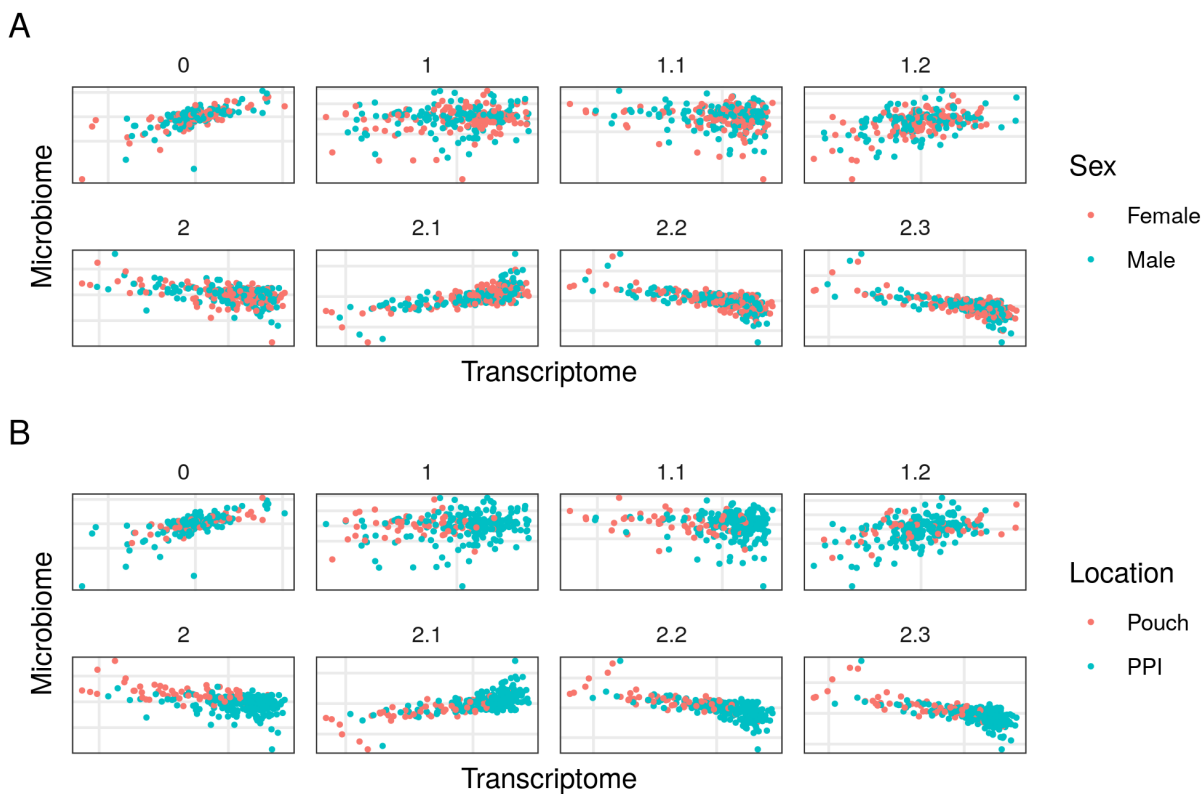 A
0 1 1.1 1.2
2 2.1 2.2 2.3
Microbiome
Transcriptome
Sex
Female
Male
B
0 1 1.1 1.2
2 2.1 2.2 2.3
Microbiome
Transcriptome
Location
Pouch
PPI